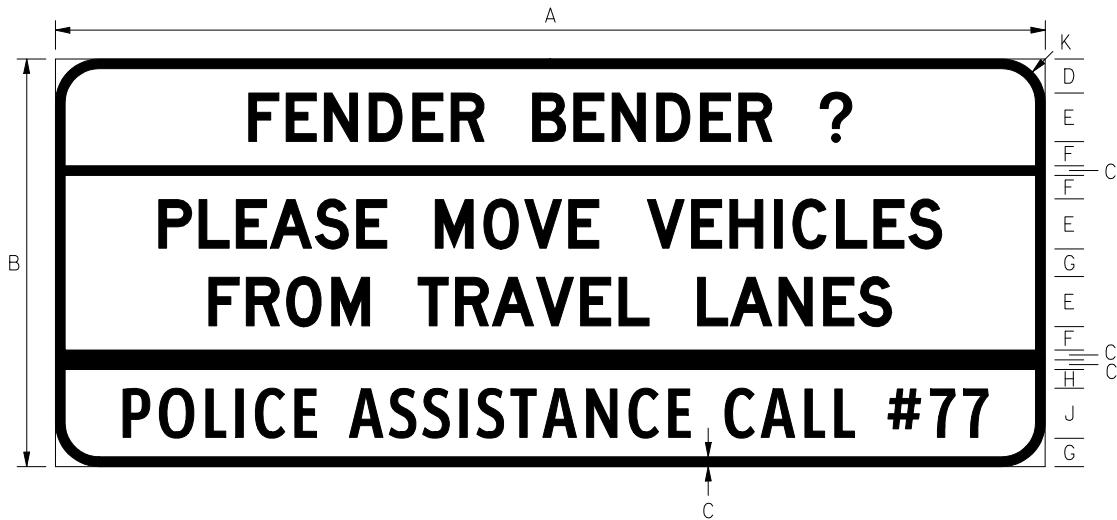 A
K
D
FENDER BENDER ?
E
F
C
F
PLEASE MOVE VEHICLES
E
B
G
FROM TRAVEL LANES
E
F
C
C
H
POLICE ASSISTANCE CALL #77
J
G
C